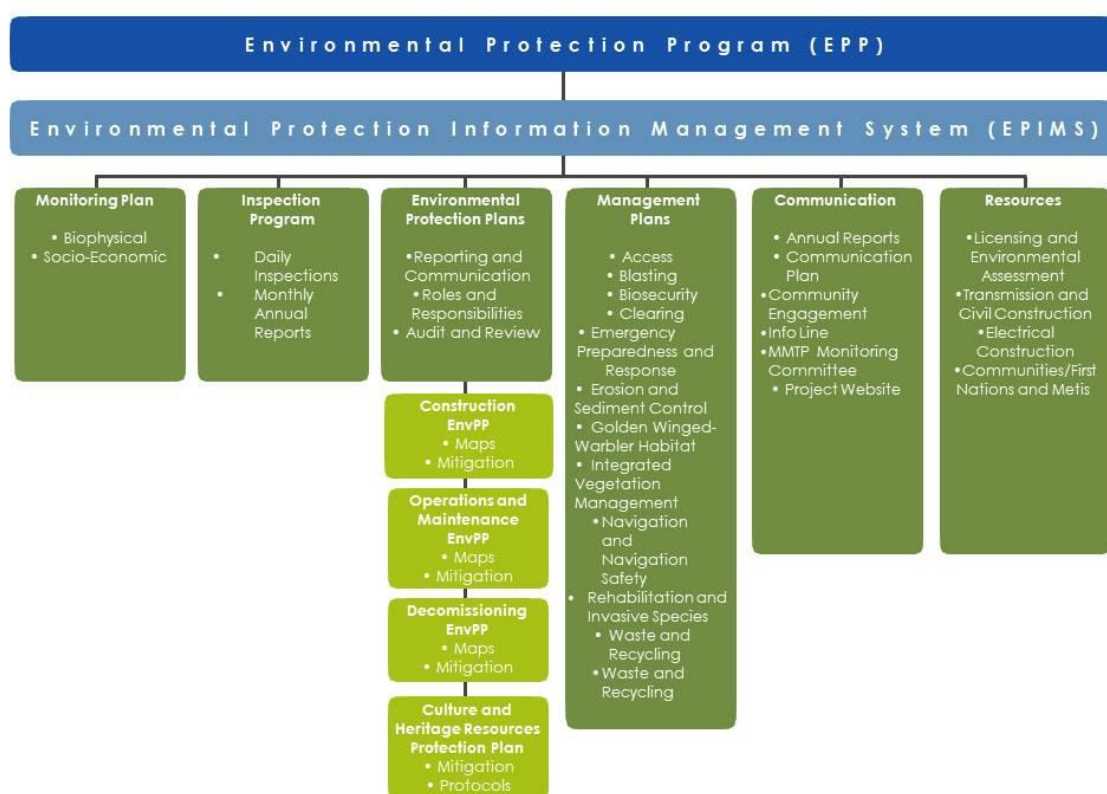 Environmental Protection Program (EPP)
Environmental Protection Information Management System (EPIMS)
Monitoring Plan
• Biophysical
• Socio-Economic
Inspection
Program
• Daily
Inspections
• Monthly
Annual
Reports
Environmental
Protection Plans
•Reporting and
Communication
•Roles and
Responsibilities
• Audit and Review
Construction
EnvPP
• Maps
• Mitigation
Operations and
Maintenance
EnvPP
• Maps
• Mitigation
Decomissioning
EnvPP
• Maps
• Mitigation
Culture and
Heritage Resources
Protection Plan
• Mitigation
• Protocols
Management
Plans
• Access
• Blasting
• Biosecurity
• Clearing
• Emergency
Preparedness and
Response
• Erosion and
Sediment Control
• Golden Winged-
Warbler Habitat
• Integrated
Vegetation
Management
•Navigation
and
Navigation
Safety
• Rehabilitation and
Invasive Species
• Waste and
Recycling
•Waste and
Recycling
Communication
• Annual Reports
• Communication
Plan
•Community
Engagement
•Info Line
•MMTP Monitoring
Committee
• Project Website
Resources
•Licensing and
Environmental
Assessment
•Transmission and
Civil Construction
•Electrical
Construction
•Communities/First
Nations and Metis